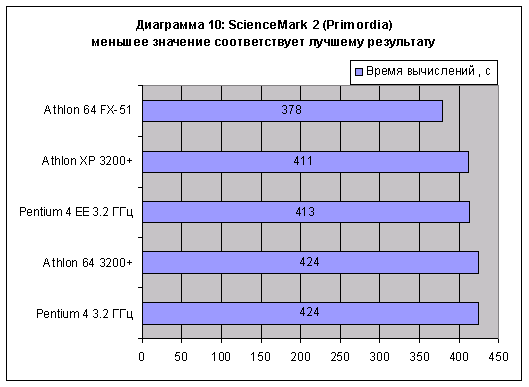 Диаграмма 10: ScienceMark 2 (Primordia)
меньшее значение соответствует лучшему результату
Время вычислений , с
Athlon 64 FX-51
378
Athlon XP 3200+
411
Pentium 4 EE 3.2 ГГц
413
Athlon 64 3200+
424
Pentium 4 3.2 ГГц
424
0 50 100 150 200 250 300 350 400 450